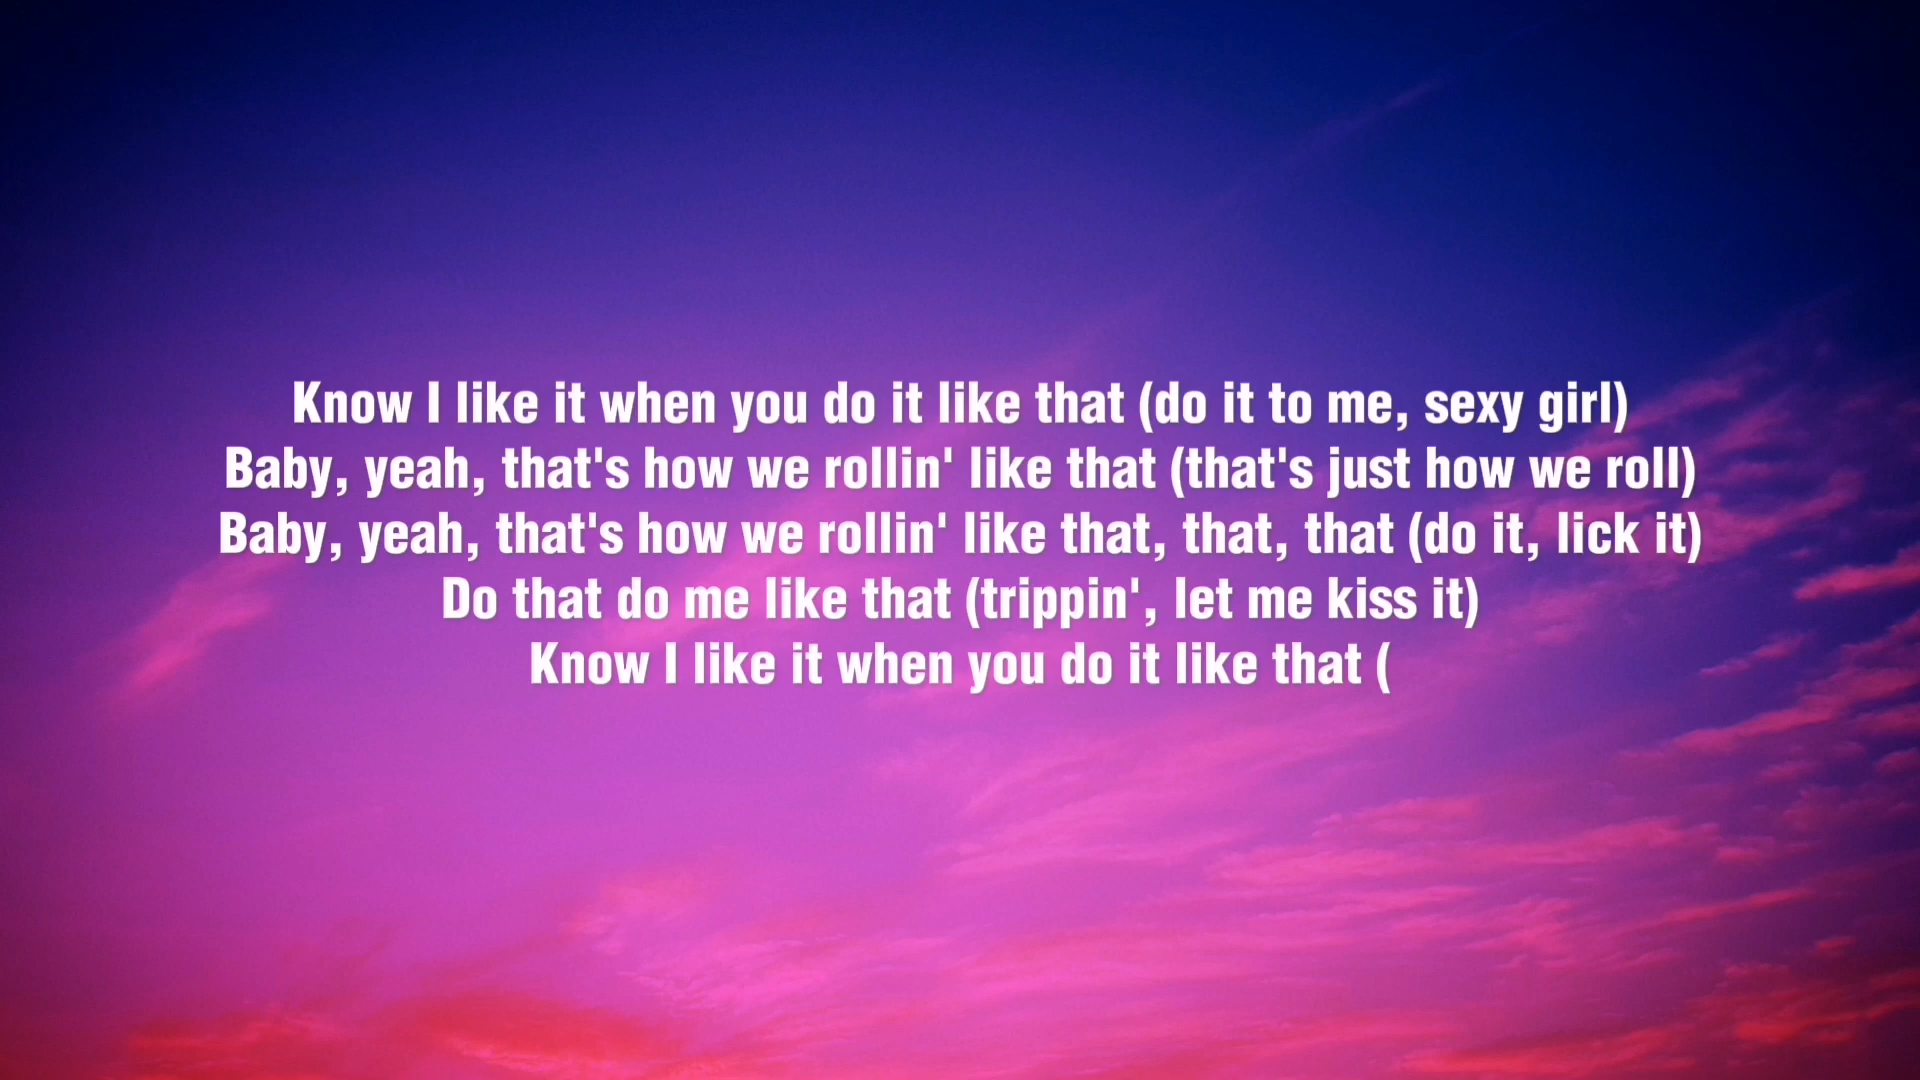 Know I like it when you do it like that (do it to me, sexy girl)
Baby, yeah, that's how we rollin' like that (that's just how we roll)
Baby, yeah, that's how we rollin' like that, that, that (do it, lick it)
Do that do me like that (trippin', let me kiss it)
Know I like it when you do it like that (